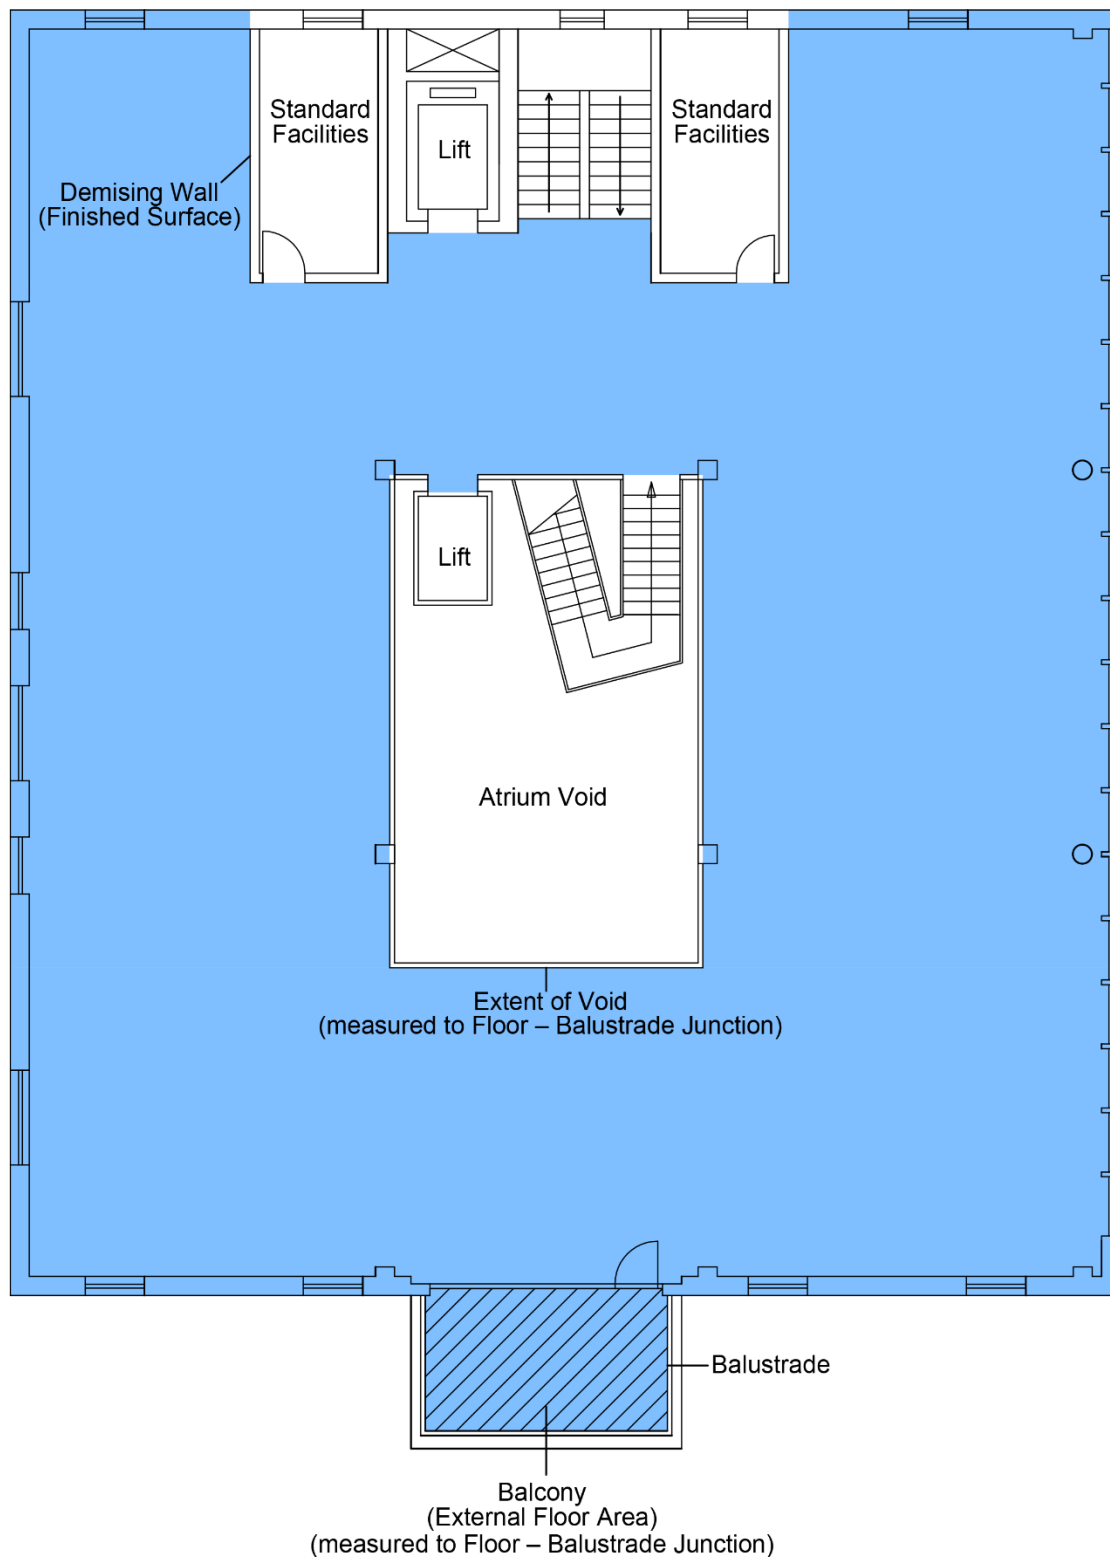 Standard
Facilities
Lift
Standard
Facilities
Demising Wall
(Finished Surface)
Lift
Atrium Void
Extent of Void
(measured to Floor – Balustrade Junction)
Balustrade
Balcony
(External Floor Area)
(measured to Floor – Balustrade Junction)